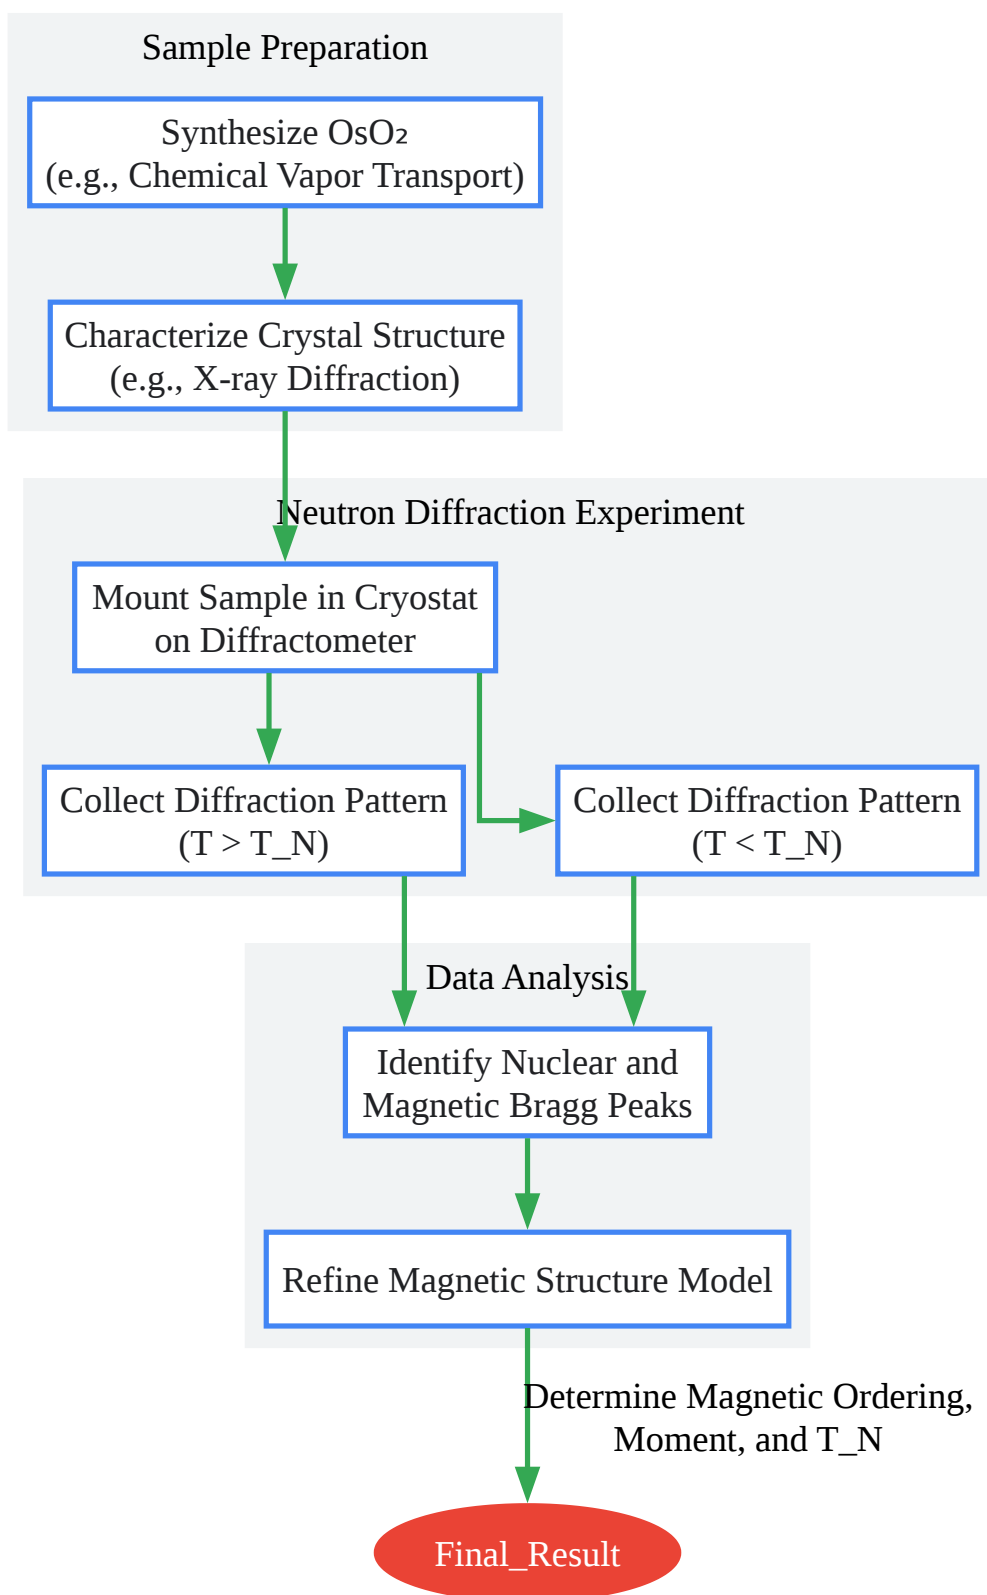 Sample Preparation
Synthesize OsO₂
(e.g., Chemical Vapor Transport)
Characterize Crystal Structure
(e.g., X-ray Diffraction)
Neutron Diffraction Experiment
Mount Sample in Cryostat
on Diffractometer
Collect Diffraction Pattern
(T > T_N)
Collect Diffraction Pattern
(T < T_N)
Data Analysis
Identify Nuclear and
Magnetic Bragg Peaks
Refine Magnetic Structure Model
Determine Magnetic Ordering,
Moment, and T_N
Final_Result